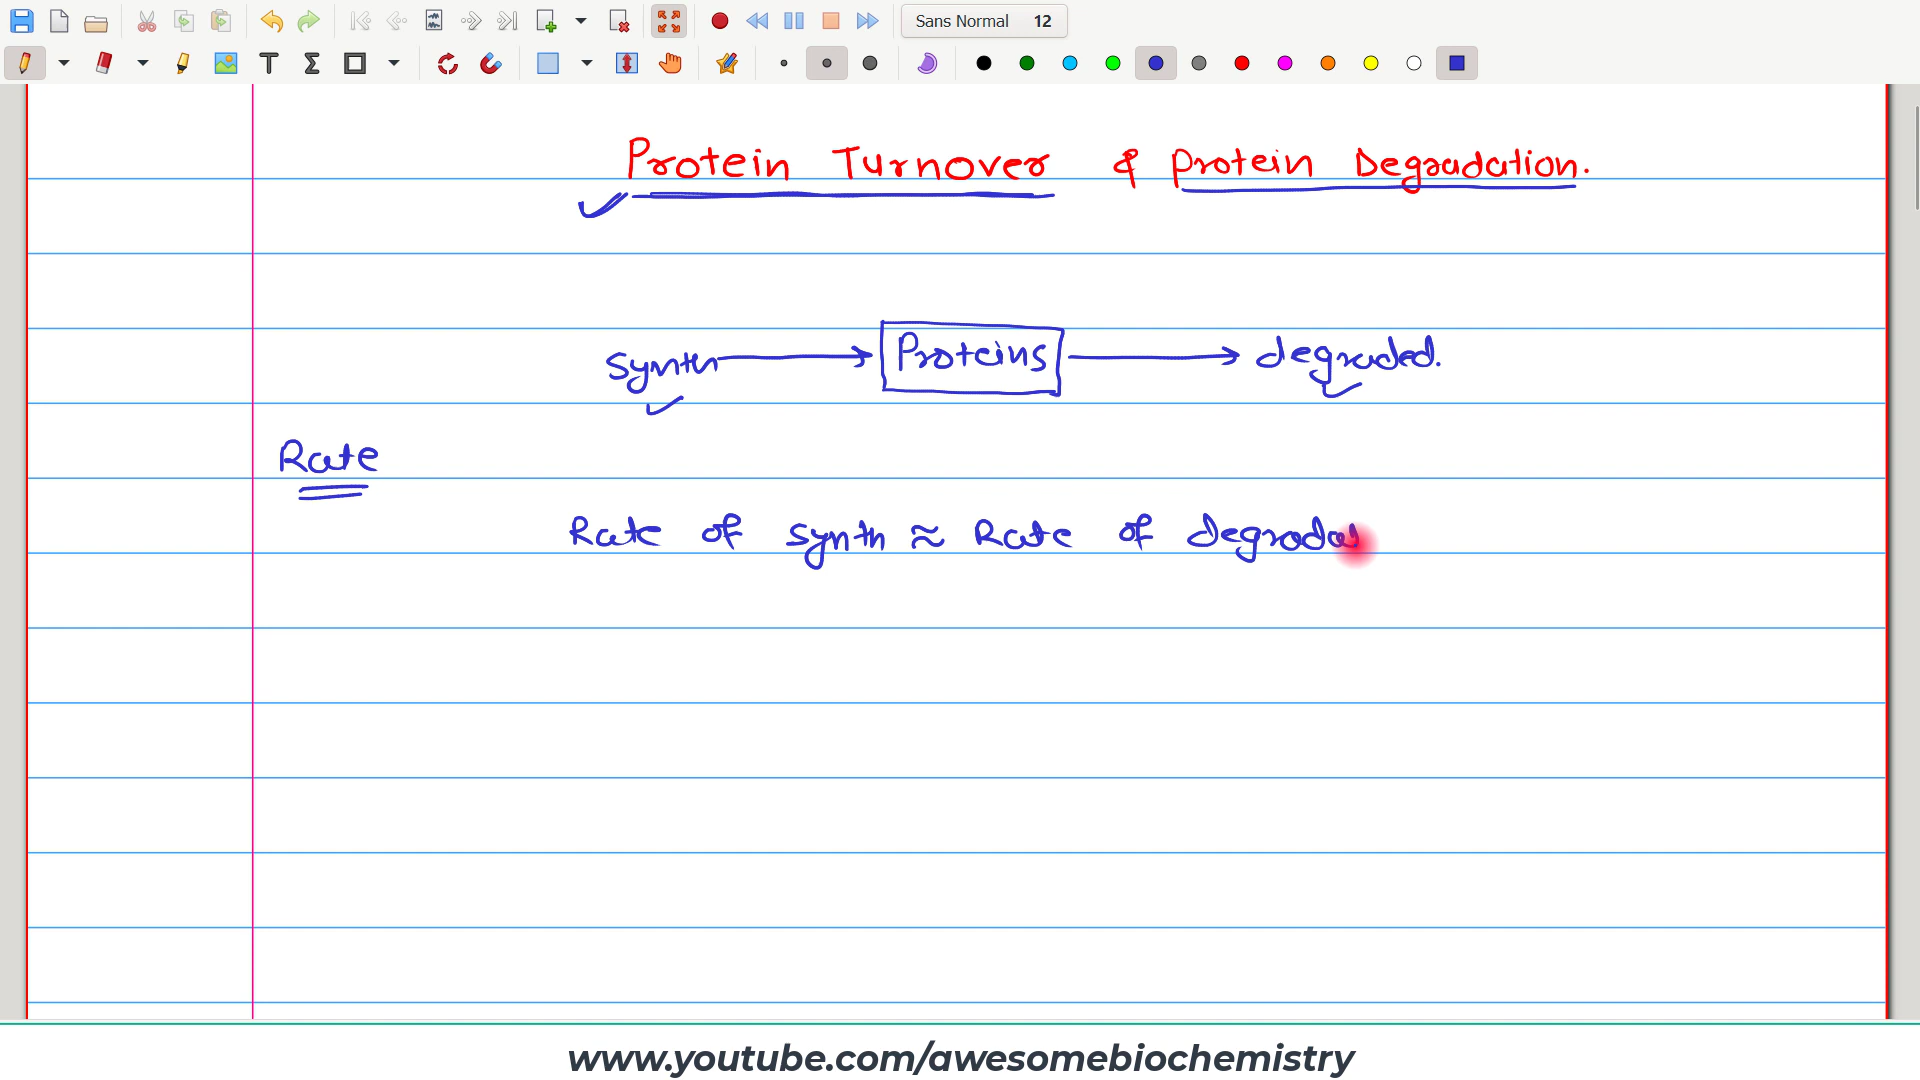 Sans Normal 12
Protein Turnover & Protein Degradation.
synth → Proteins → degraded.
Rate
Rate of synth ≈ Rate of degrada
www.youtube.com/awesomebiochemistry